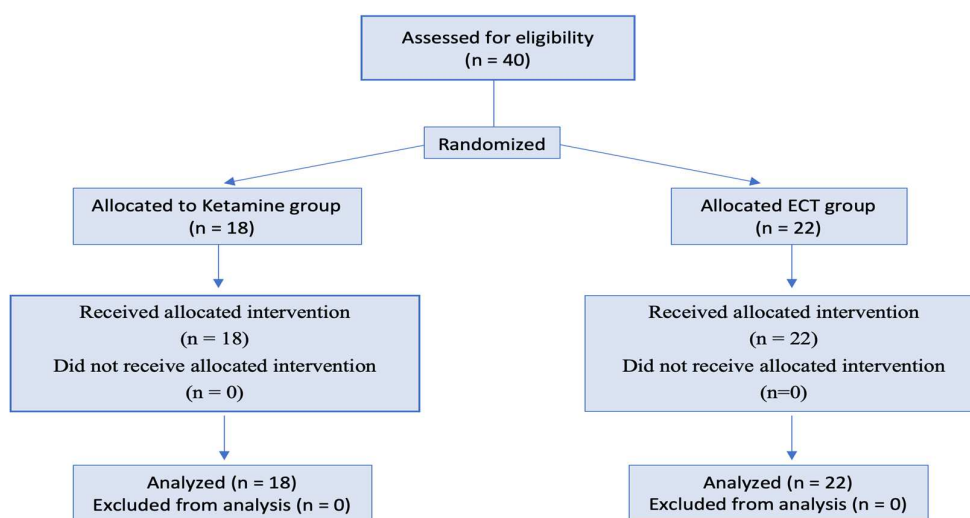 Assessed for eligibility
(n = 40)
Randomized
Allocated to Ketamine group
(n = 18)
Allocated ECT group
(n = 22)
Received allocated intervention
(n = 18)
Did not receive allocated intervention
(n = 0)
Received allocated intervention
(n = 22)
Did not receive allocated intervention
(n=0)
Analyzed (n = 18)
Excluded from analysis (n = 0)
Analyzed (n = 22)
Excluded from analysis (n = 0)